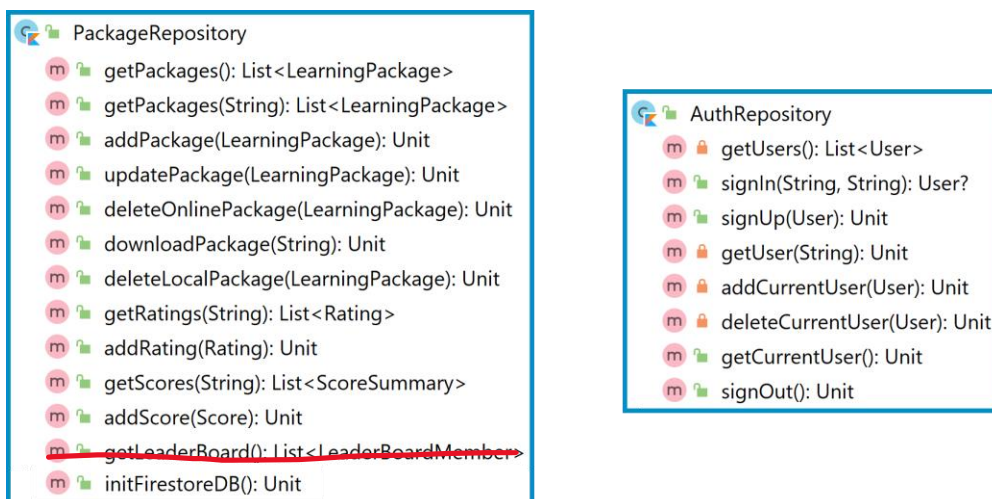 PackageRepository
m getPackages(): List<LearningPackage>
m getPackages(String): List<LearningPackage>
m addPackage(LearningPackage): Unit
m updatePackage(LearningPackage): Unit
m deleteOnlinePackage(LearningPackage): Unit
m downloadPackage(String): Unit
m deleteLocalPackage(LearningPackage): Unit
m getRatings(String): List<Rating>
m addRating(Rating): Unit
m getScores(String): List<ScoreSummary>
m addScore(Score): Unit
m getLeaderBoard(): List<LeaderBoardMember>
m initFirestoreDB(): Unit
AuthRepository
m getUsers(): List<User>
m signIn(String, String): User?
m signUp(User): Unit
m getUser(String): Unit
m addCurrentUser(User): Unit
m deleteCurrentUser(User): Unit
m getCurrentUser(): Unit
m signOut(): Unit